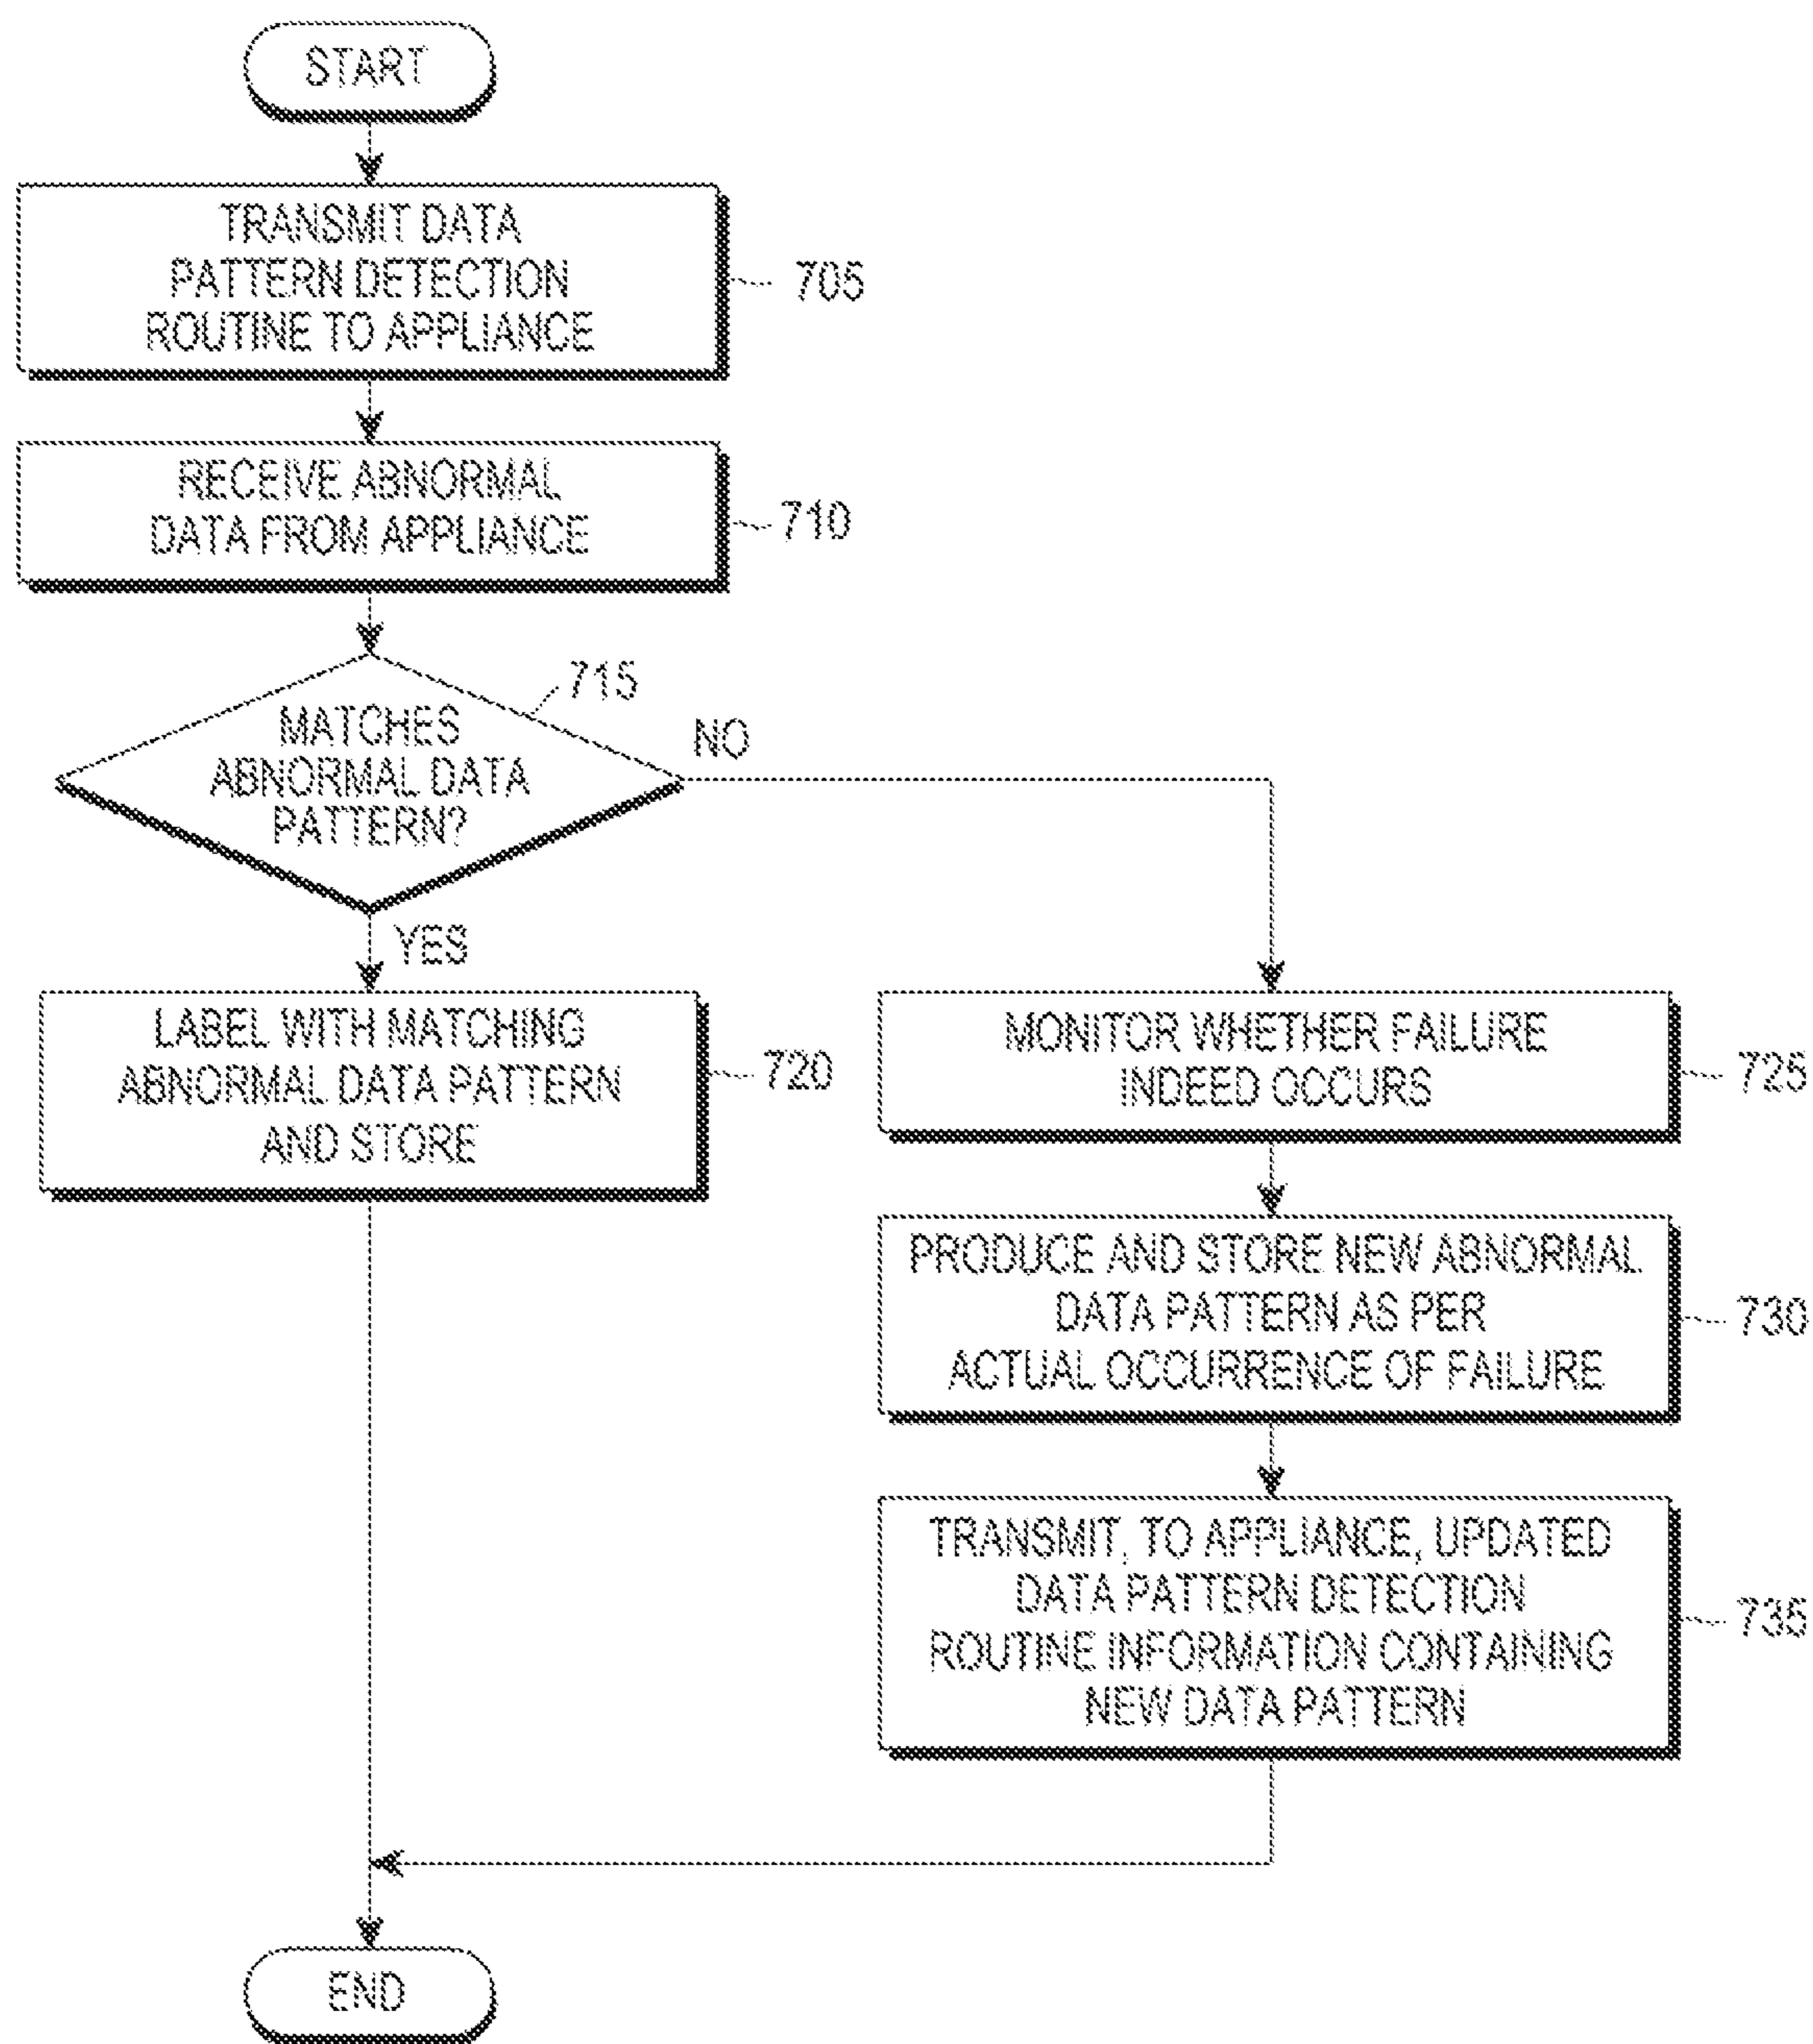 START
TRANSMIT DATA
PATTERN DETECTION
ROUTINE TO APPLIANCE
705
RECEIVE ABNORMAL
DATA FROM APPLIANCE
710
715
MATCHES
ABNORMAL DATA
PATTERN?
NO
YES
LABEL WITH MATCHING
ABNORMAL DATA PATTERN
AND STORE
720
MONITOR WHETHER FAILURE
INDEED OCCURS
725
PRODUCE AND STORE NEW ABNORMAL
DATA PATTERN AS PER
ACTUAL OCCURRENCE OF FAILURE
730
TRANSMIT, TO APPLIANCE, UPDATED
DATA PATTERN DETECTION
ROUTINE INFORMATION CONTAINING
NEW DATA PATTERN
735
END